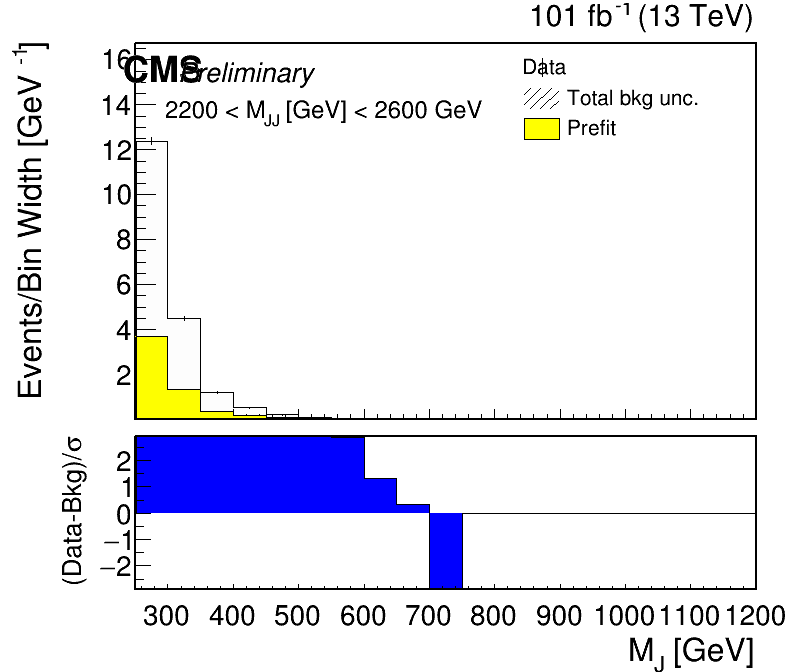 101 fb⁻¹ (13 TeV)
Events/Bin Width [GeV⁻¹]
CMS Preliminary
2200 < M_JJ [GeV] < 2600 GeV
Data
Total bkg unc.
Prefit
16
14
12
10
8
6
4
2
(Data-Bkg)/σ
2
1
0
−1
−2
300 400 500 600 700 800 900 1000 1100 1200
M_J [GeV]